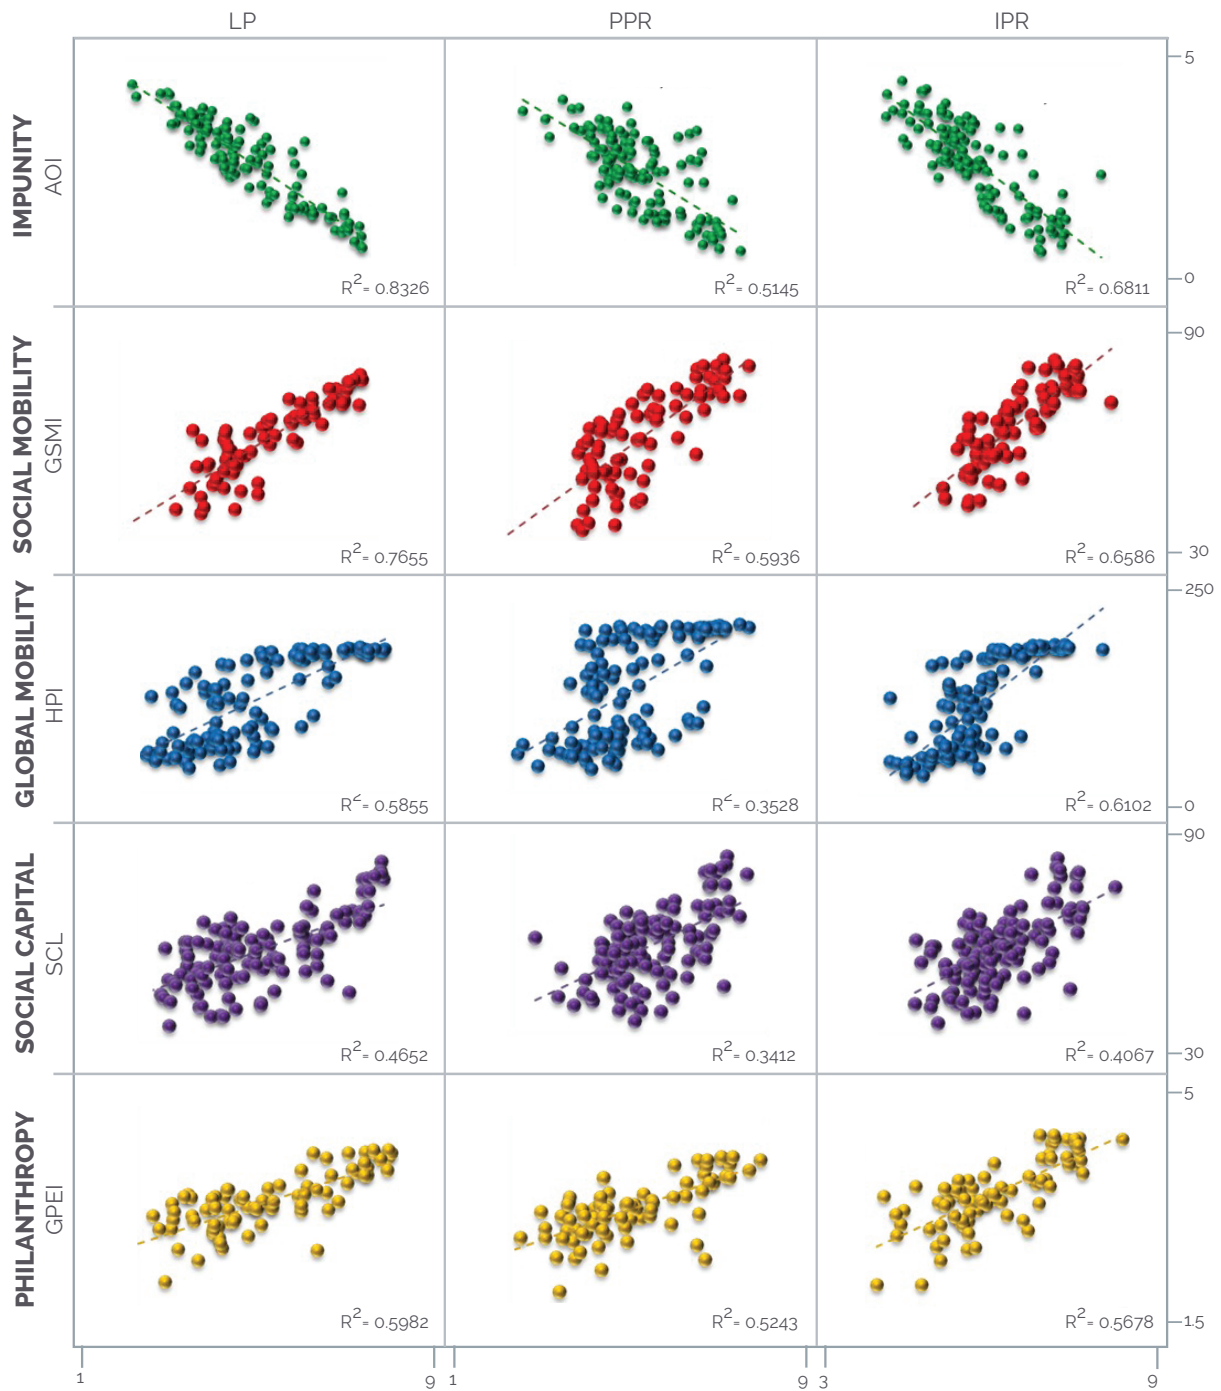 LP PPR IPR
IMPUNITY
AOI
5
0
R2= 0.8326
R2= 0.5145
R2= 0.6811
SOCIAL MOBILITY
GSMI
90
30
R2= 0.7655
R2= 0.5936
R2= 0.6586
GLOBAL MOBILITY
HPI
250
0
R2= 0.5855
R2= 0.3528
R2= 0.6102
SOCIAL CAPITAL
SCL
90
30
R2= 0.4652
R2= 0.3412
R2= 0.4067
PHILANTHROPY
GPEI
5
1.5
R2= 0.5982
R2= 0.5243
R2= 0.5678
1 9 1 9 3 9